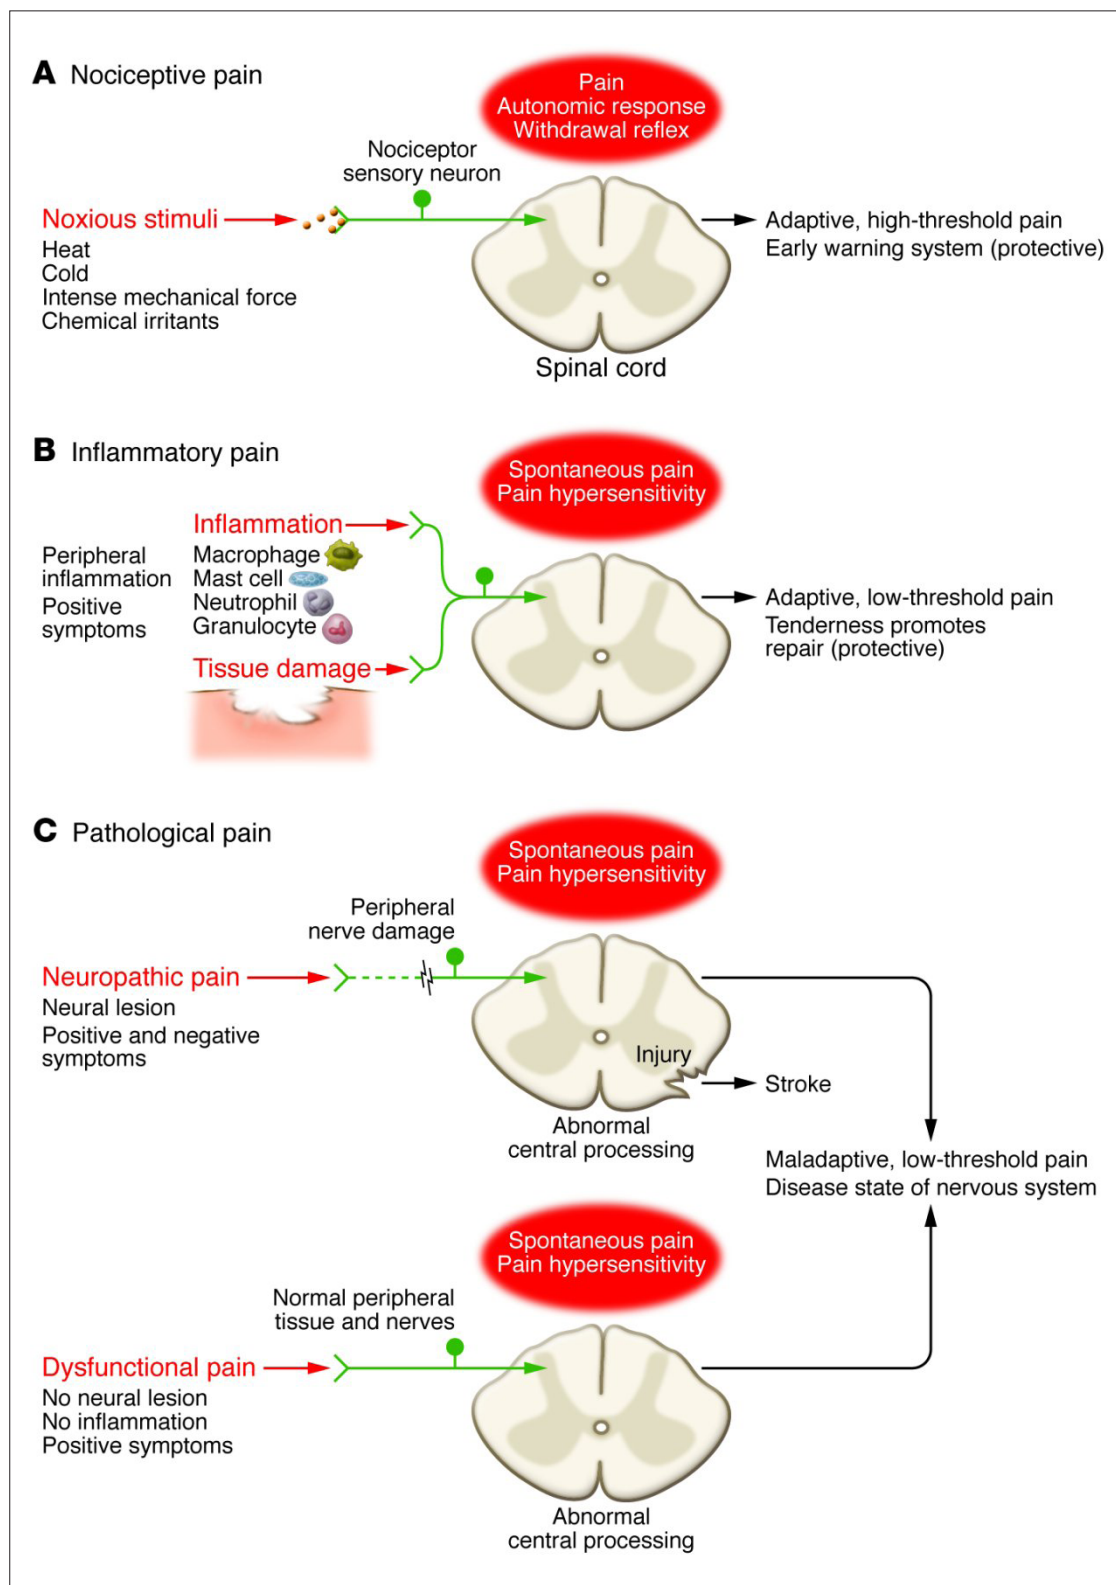 A Nociceptive pain
Pain
Autonomic response
Withdrawal reflex
Nociceptor
sensory neuron
Noxious stimuli
Heat
Cold
Intense mechanical force
Chemical irritants
Adaptive, high-threshold pain
Early warning system (protective)
Spinal cord
B Inflammatory pain
Spontaneous pain
Pain hypersensitivity
Inflammation
Peripheral
inflammation
Positive
symptoms
Macrophage
Mast cell
Neutrophil
Granulocyte
Tissue damage
Adaptive, low-threshold pain
Tenderness promotes
repair (protective)
C Pathological pain
Spontaneous pain
Pain hypersensitivity
Peripheral
nerve damage
Neuropathic pain
Neural lesion
Positive and negative
symptoms
Injury
Stroke
Abnormal
central processing
Maladaptive, low-threshold pain
Disease state of nervous system
Spontaneous pain
Pain hypersensitivity
Normal peripheral
tissue and nerves
Dysfunctional pain
No neural lesion
No inflammation
Positive symptoms
Abnormal
central processing